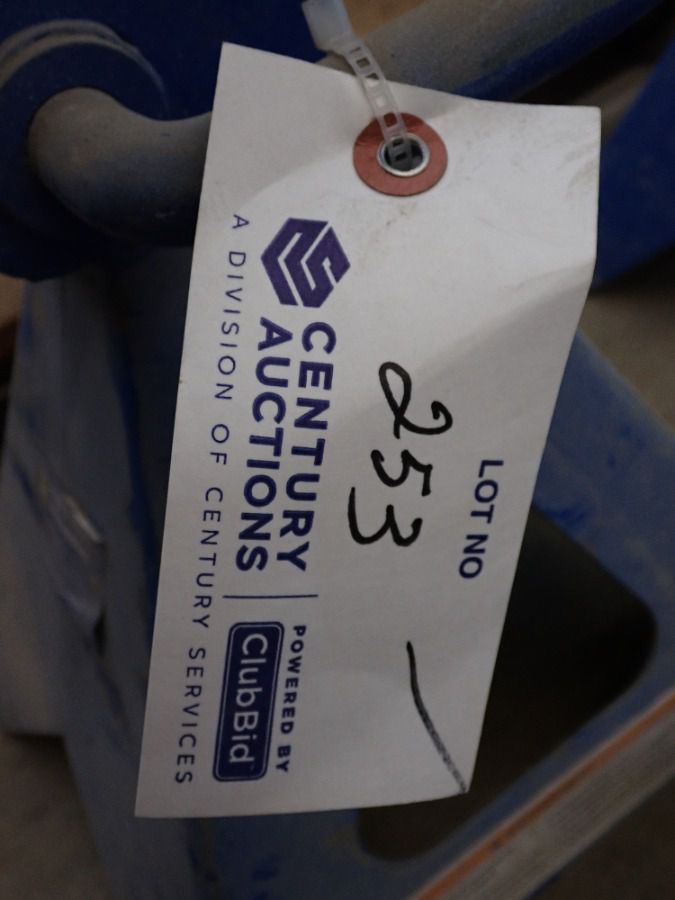 LOT NO
253
CENTURY
AUCTIONS
POWERED BY
ClubBid
A DIVISION OF CENTURY SERVICES